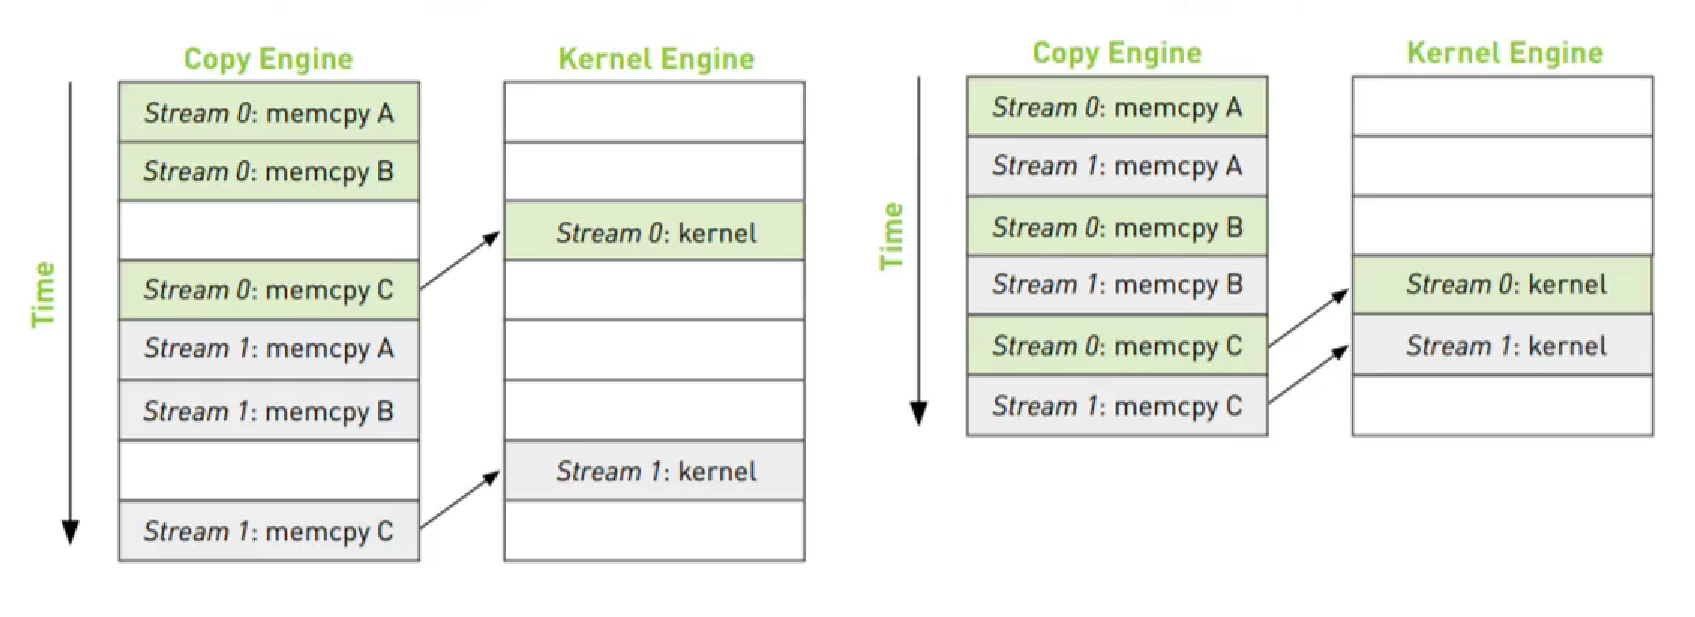 Copy Engine
Kernel Engine
Time
Stream 0: memcpy A
Stream 0: memcpy B
Stream 0: kernel
Stream 0: memcpy C
Stream 1: memcpy A
Stream 1: memcpy B
Stream 1: kernel
Stream 1: memcpy C
Copy Engine
Kernel Engine
Time
Stream 0: memcpy A
Stream 1: memcpy A
Stream 0: memcpy B
Stream 1: memcpy B
Stream 0: kernel
Stream 0: memcpy C
Stream 1: kernel
Stream 1: memcpy C